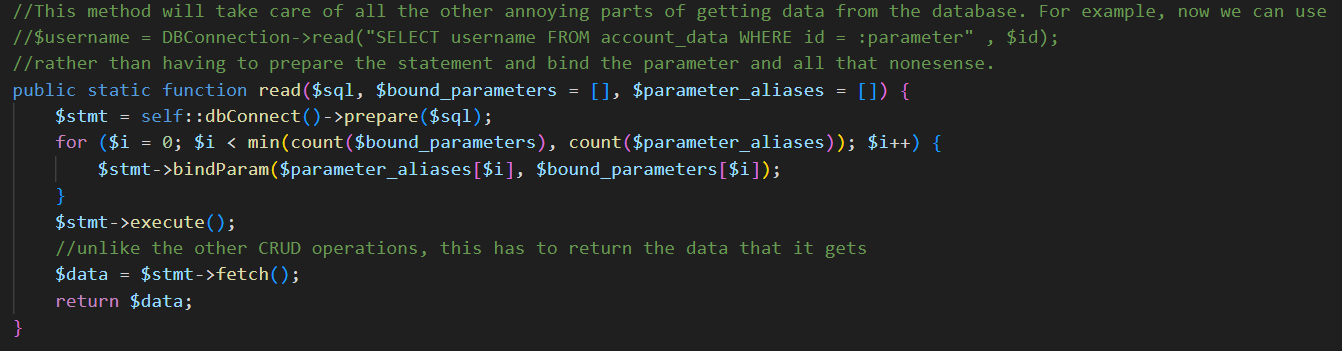 //This method will take care of all the other annoying parts of getting data from the database. For example, now we can use
//$username = DBConnection->read("SELECT username FROM account_data WHERE id = :parameter" , $id);
//rather than having to prepare the statement and bind the parameter and all that nonesense.
public static function read($sql, $bound_parameters = [], $parameter_aliases = []) {
    $stmt = self::dbConnect()->prepare($sql);
    for ($i = 0; $i < min(count($bound_parameters), count($parameter_aliases)); $i++) {
        $stmt->bindParam($parameter_aliases[$i], $bound_parameters[$i]);
    }
    $stmt->execute();
    //unlike the other CRUD operations, this has to return the data that it gets
    $data = $stmt->fetch();
    return $data;
}